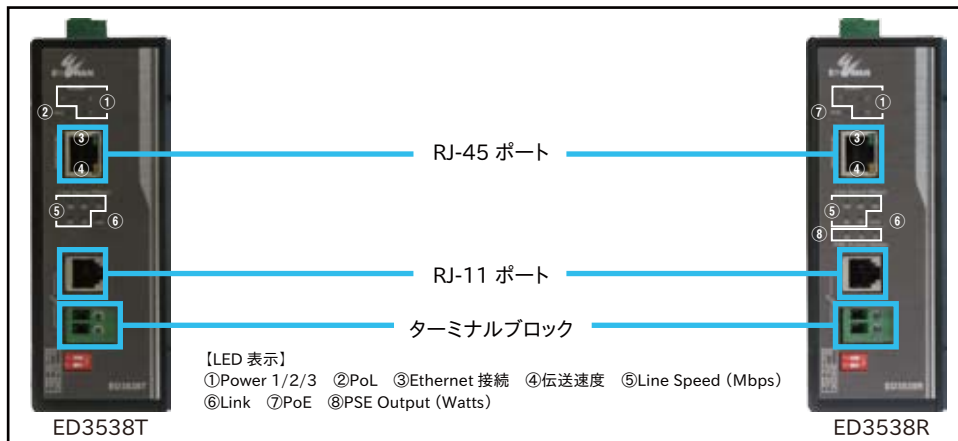 ① ①
② ⑦
③ ③
RJ-45 ポート
④ ④
⑤ ⑥ ⑤ ⑥
⑧
RJ-11 ポート
ターミナルブロック
【LED 表示】
①Power 1/2/3 ②PoL ③Ethernet 接続 ④伝送速度 ⑤Line Speed (Mbps)
⑥Link ⑦PoE ⑧PSE Output (Watts)
ED3538T ED3538R
ED3538T ED3538R